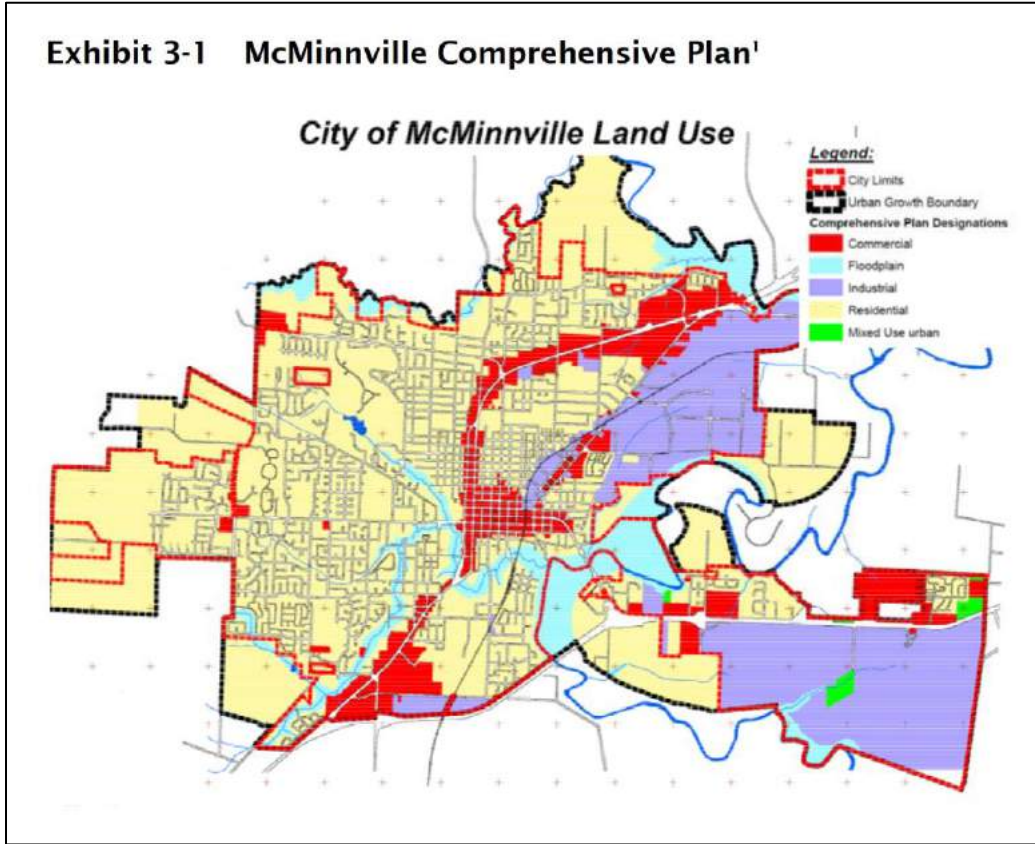 Exhibit 3-1 McMinnville Comprehensive Plan¹
City of McMinnville Land Use
Legend:
City Limits
Urban Growth Boundary
Comprehensive Plan Designations
Commercial
Floodplain
Industrial
Residential
Mixed Use urban